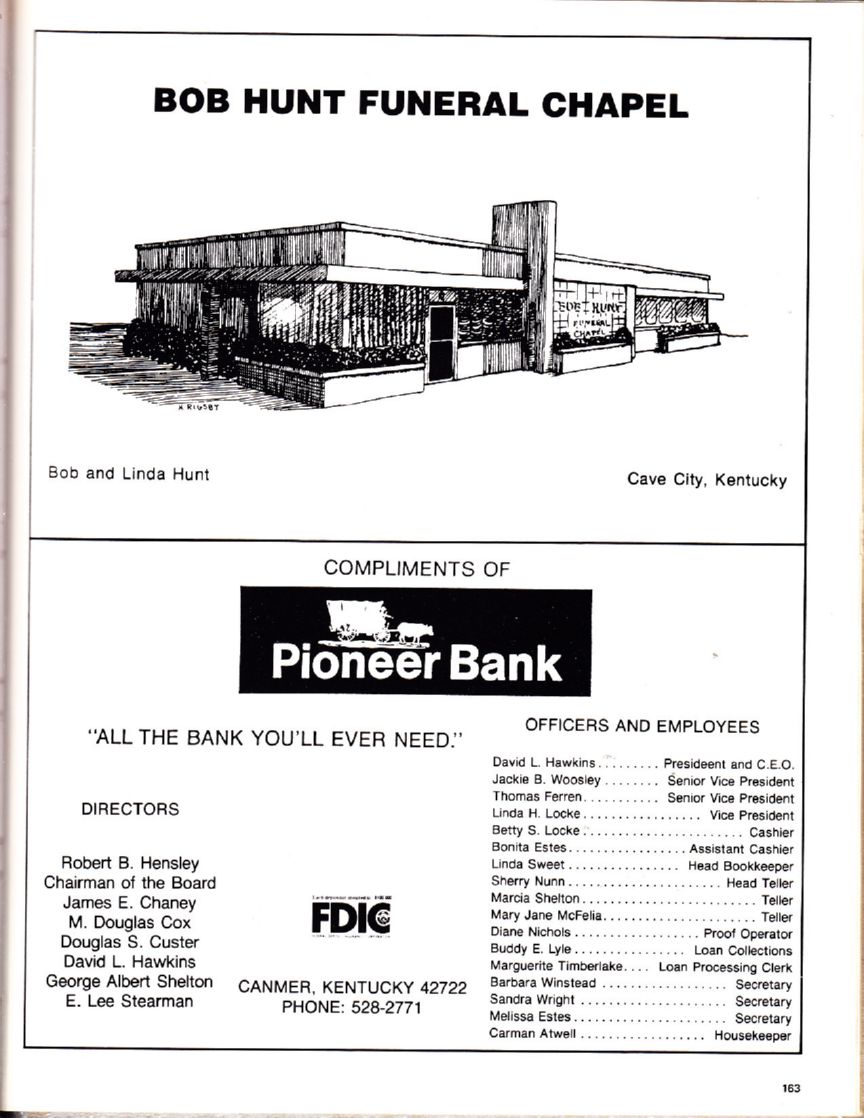 BOB HUNT FUNERAL CHAPEL
BOB HUNT
FUNERAL
CHAPEL
H. RIGSBY
Bob and Linda Hunt
Cave City, Kentucky
COMPLIMENTS OF
Pioneer Bank
"ALL THE BANK YOU'LL EVER NEED."
DIRECTORS
Robert B. Hensley
Chairman of the Board
James E. Chaney
M. Douglas Cox
Douglas S. Custer
David L. Hawkins
George Albert Shelton
E. Lee Stearman
FDIC
CANMER, KENTUCKY 42722
PHONE: 528-2771
OFFICERS AND EMPLOYEES
David L. Hawkins......... Presideent and C.E.O.
Jackie B. Woosley ........ Senior Vice President
Thomas Ferren........... Senior Vice President
Linda H. Locke................. Vice President
Betty S. Locke....................... Cashier
Bonita Estes................. Assistant Cashier
Linda Sweet ................ Head Bookkeeper
Sherry Nunn ...................... Head Teller
Marcia Shelton......................... Teller
Mary Jane McFelia...................... Teller
Diane Nichols .................. Proof Operator
Buddy E. Lyle ................ Loan Collections
Marguerite Timberlake.... Loan Processing Clerk
Barbara Winstead .................. Secretary
Sandra Wright ..................... Secretary
Melissa Estes...................... Secretary
Carman Atwell .................. Housekeeper
163